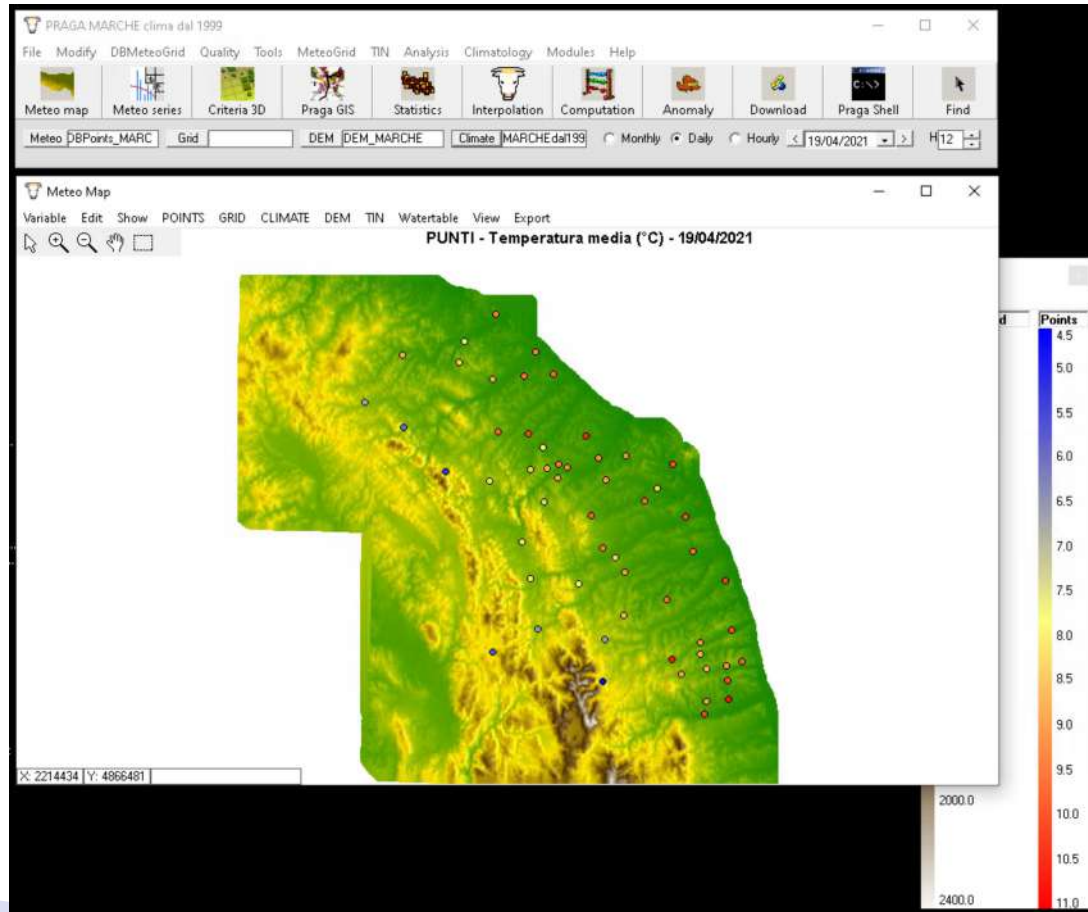 PRAGA MARCHE clima dal 1999
File Modify DBMeteoGrid Quality Tools MeteoGrid TIN Analysis Climatology Modules Help
Meteo map Meteo series Criteria 3D Praga GIS Statistics Interpolation Computation Anomaly Download Praga Shell Find
Meteo DBPoints_MARC Grid DEM DEM_MARCHE Climate MARCHEdal199 Monthly Daily Hourly < 19/04/2021 > H 12
Meteo Map
Variable Edit Show POINTS GRID CLIMATE DEM TIN Watertable View Export
PUNTI - Temperatura media (°C) - 19/04/2021
d Points
4.5
5.0
5.5
6.0
6.5
7.0
7.5
8.0
8.5
9.0
9.5
10.0
10.5
11.0
X: 2214434 Y: 4866481
2000.0
2400.0